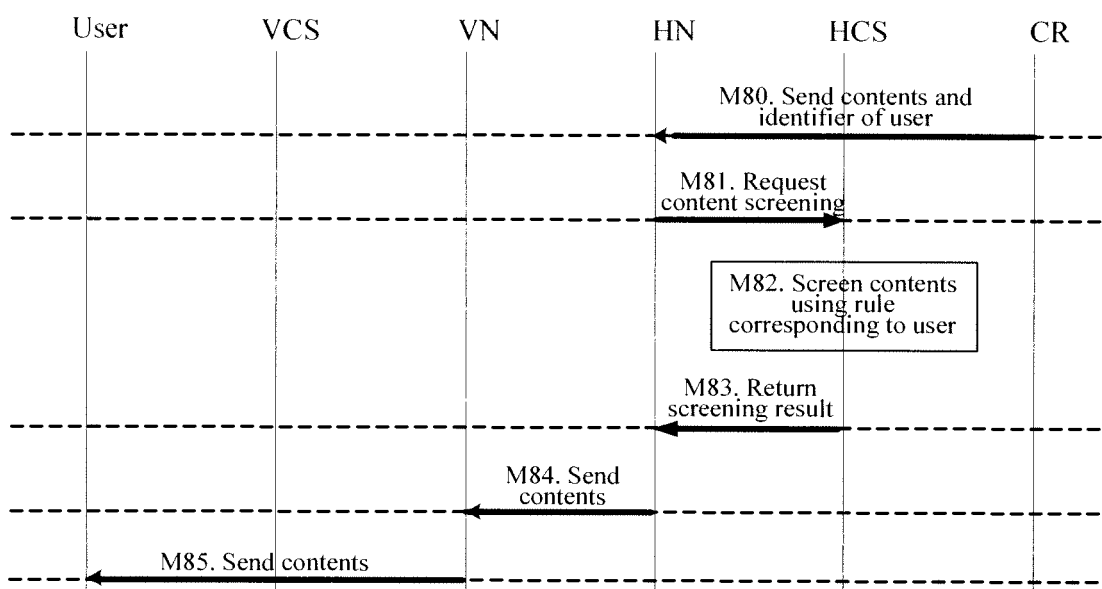 User VCS VN HN HCS CR
M80. Send contents and
identifier of user
M81. Request
content screening
M82. Screen contents
using rule
corresponding to user
M83. Return
screening result
M84. Send
contents
M85. Send contents